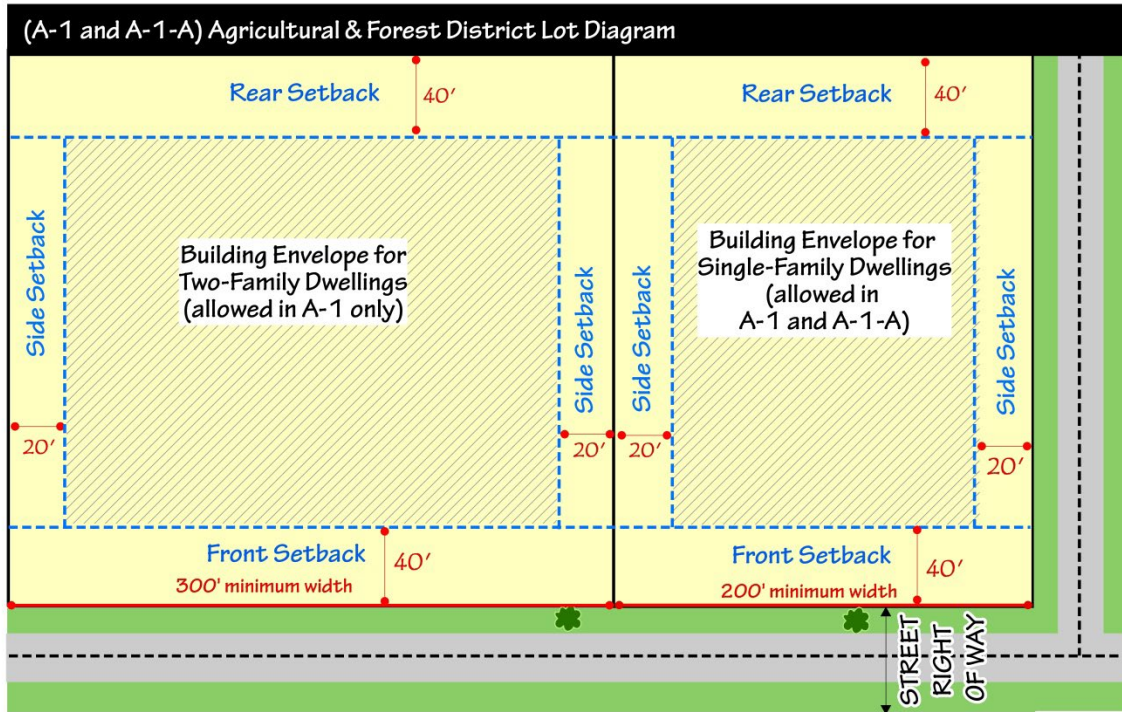 (A-1 and A-1-A) Agricultural & Forest District Lot Diagram
Rear Setback
40'
Rear Setback
40'
Side Setback
Building Envelope for
Two-Family Dwellings
(allowed in A-1 only)
Side Setback
Side Setback
Building Envelope for
Single-Family Dwellings
(allowed in
A-1 and A-1-A)
Side Setback
20'
20'
20'
20'
Front Setback
40'
300' minimum width
Front Setback
40'
200' minimum width
STREET
RIGHT
OF WAY